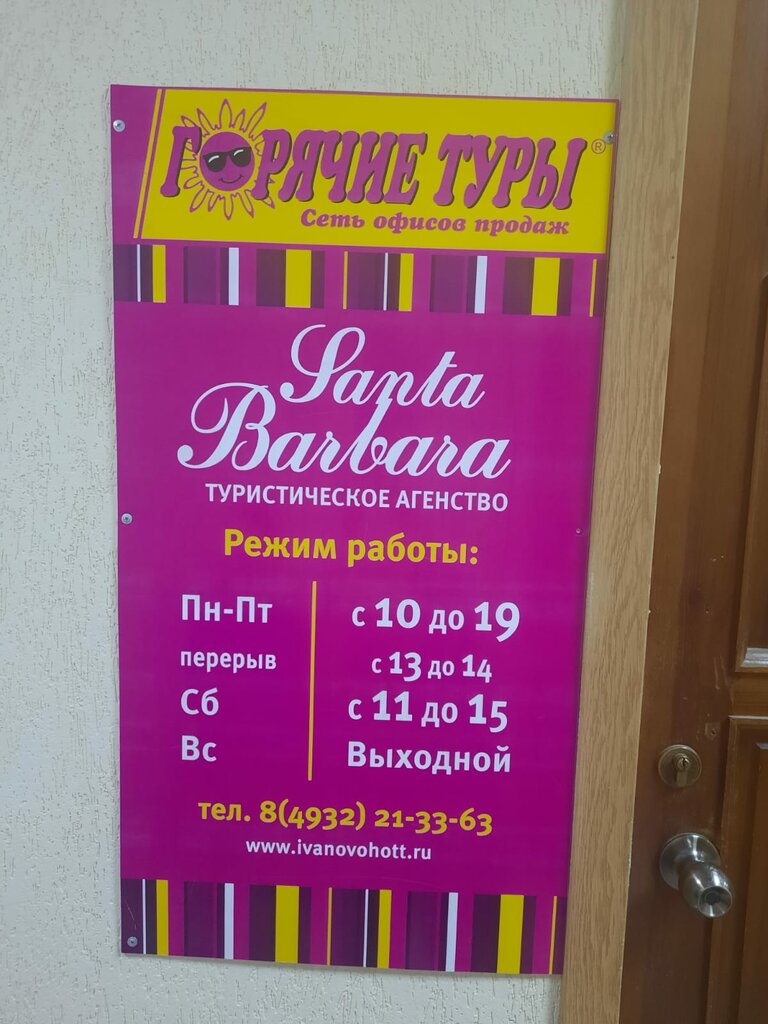 ГОРЯЧИЕ ТУРЫ®
Сеть офисов продаж
Santa
Barbara
ТУРИСТИЧЕСКОЕ АГЕНСТВО
Режим работы:
Пн-Пт с 10 до 19
перерыв с 13 до 14
Сб с 11 до 15
Вс Выходной
тел. 8(4932) 21-33-63
www.ivanovohott.ru